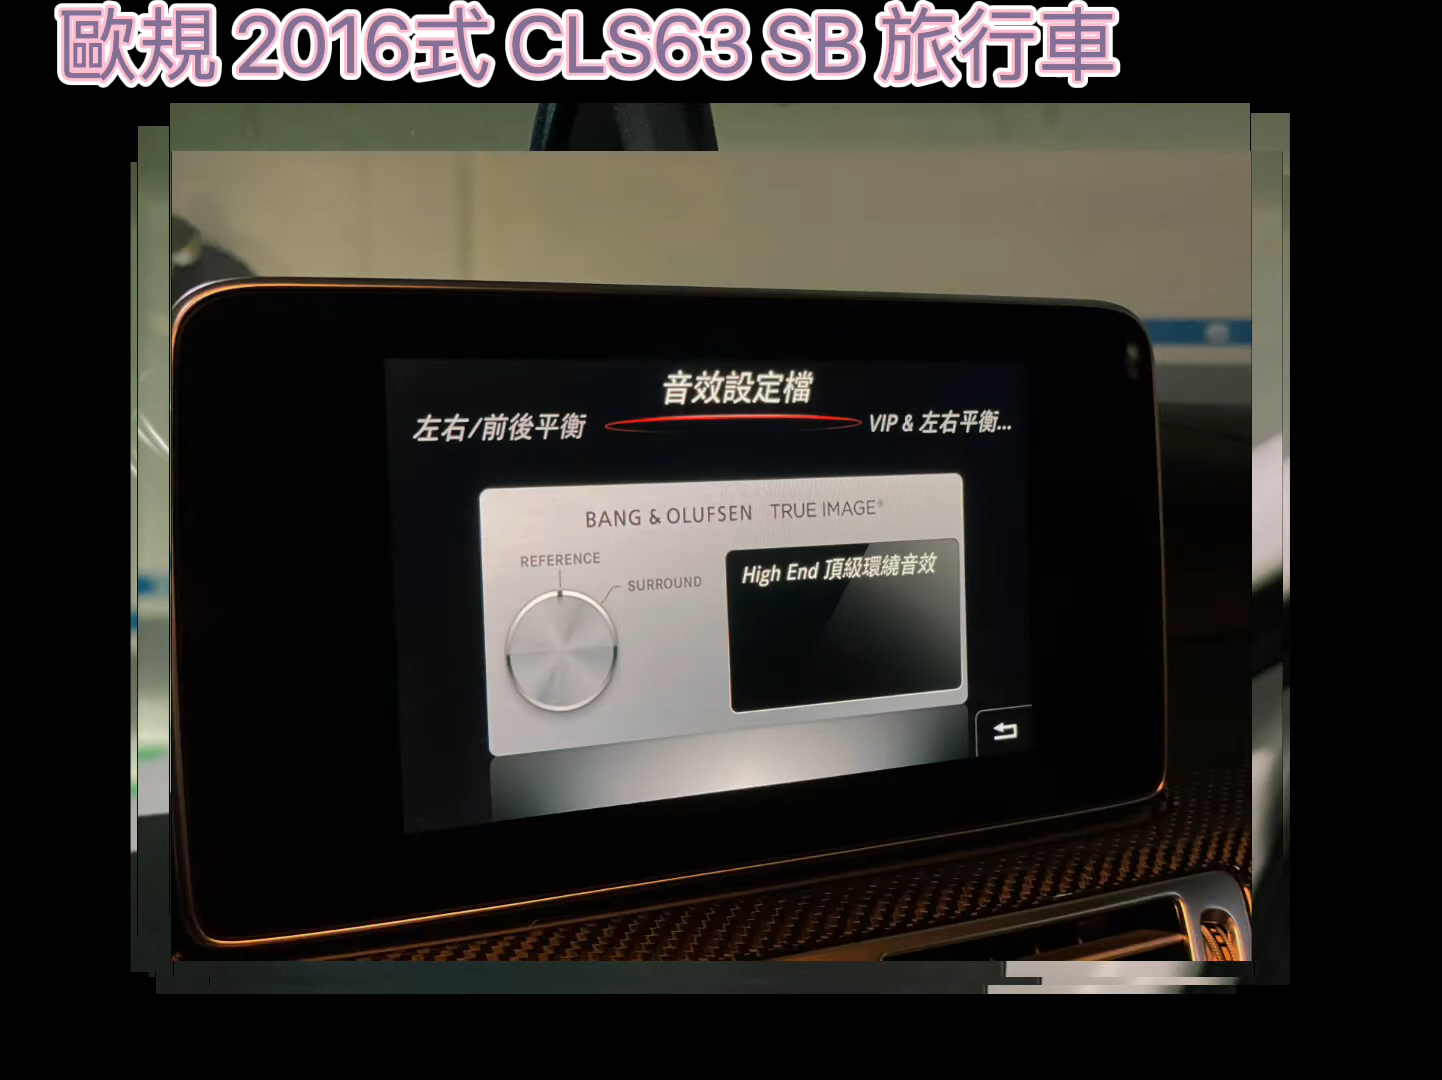 歐規 2016式 CLS63 SB 旅行車
音效設定檔
左右/前後平衡
VIP & 左右平衡...
BANG & OLUFSEN TRUE IMAGE®
REFERENCE
SURROUND
High End 頂級環繞音效